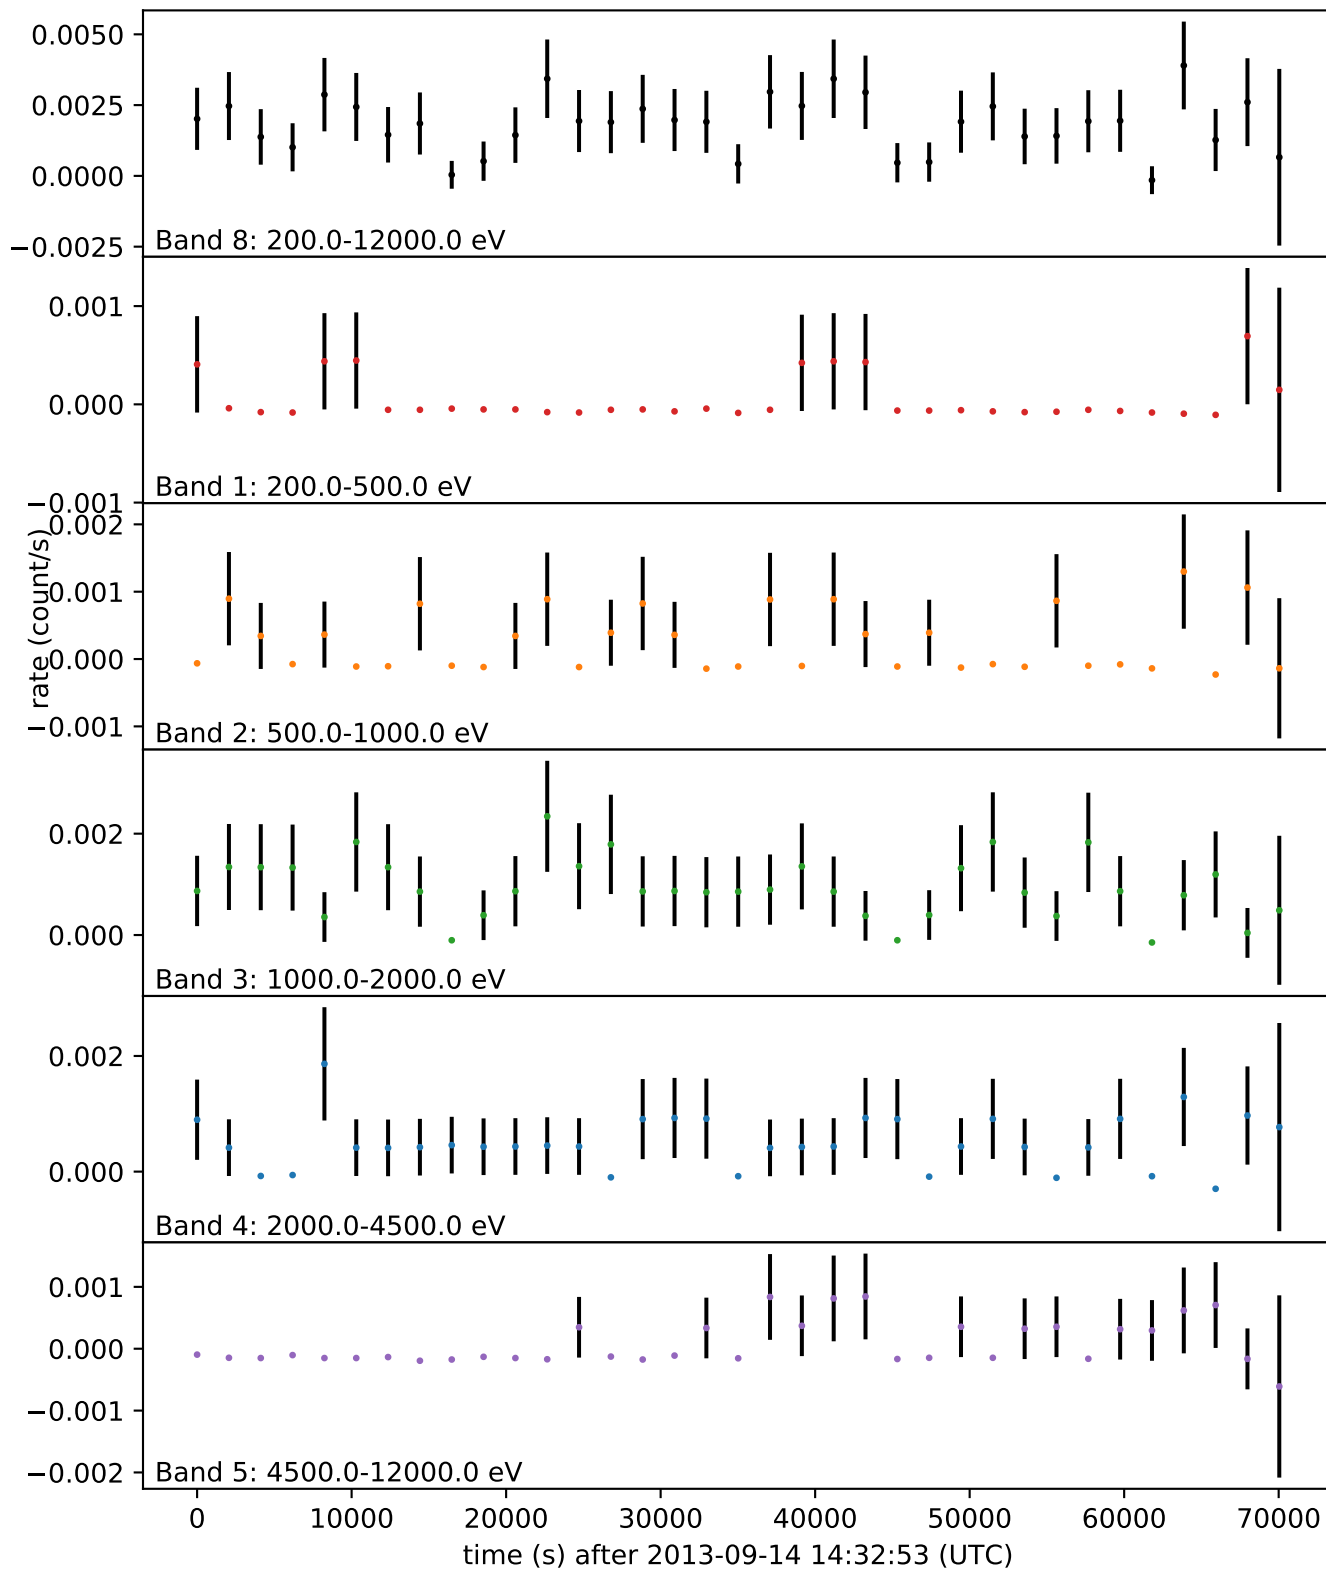 0.0050
0.0025
0.0000
−0.0025
Band 8: 200.0-12000.0 eV
0.001
0.000
−0.001
Band 1: 200.0-500.0 eV
rate (count/s)
0.002
0.001
0.000
−0.001
Band 2: 500.0-1000.0 eV
0.002
0.000
Band 3: 1000.0-2000.0 eV
0.002
0.000
Band 4: 2000.0-4500.0 eV
0.001
0.000
−0.001
−0.002
Band 5: 4500.0-12000.0 eV
0 10000 20000 30000 40000 50000 60000 70000
time (s) after 2013-09-14 14:32:53 (UTC)